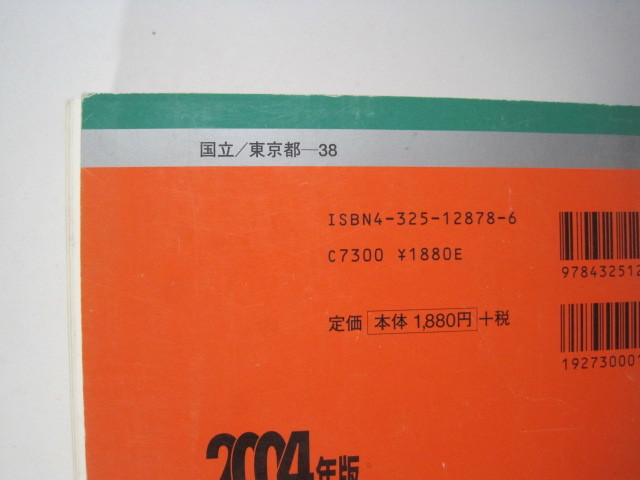 国立/東京都—38
ISBN4-325-12878-6
C7300 ¥1880E
978432512
定価 本体 1,880円 +税
192730001
2004年版